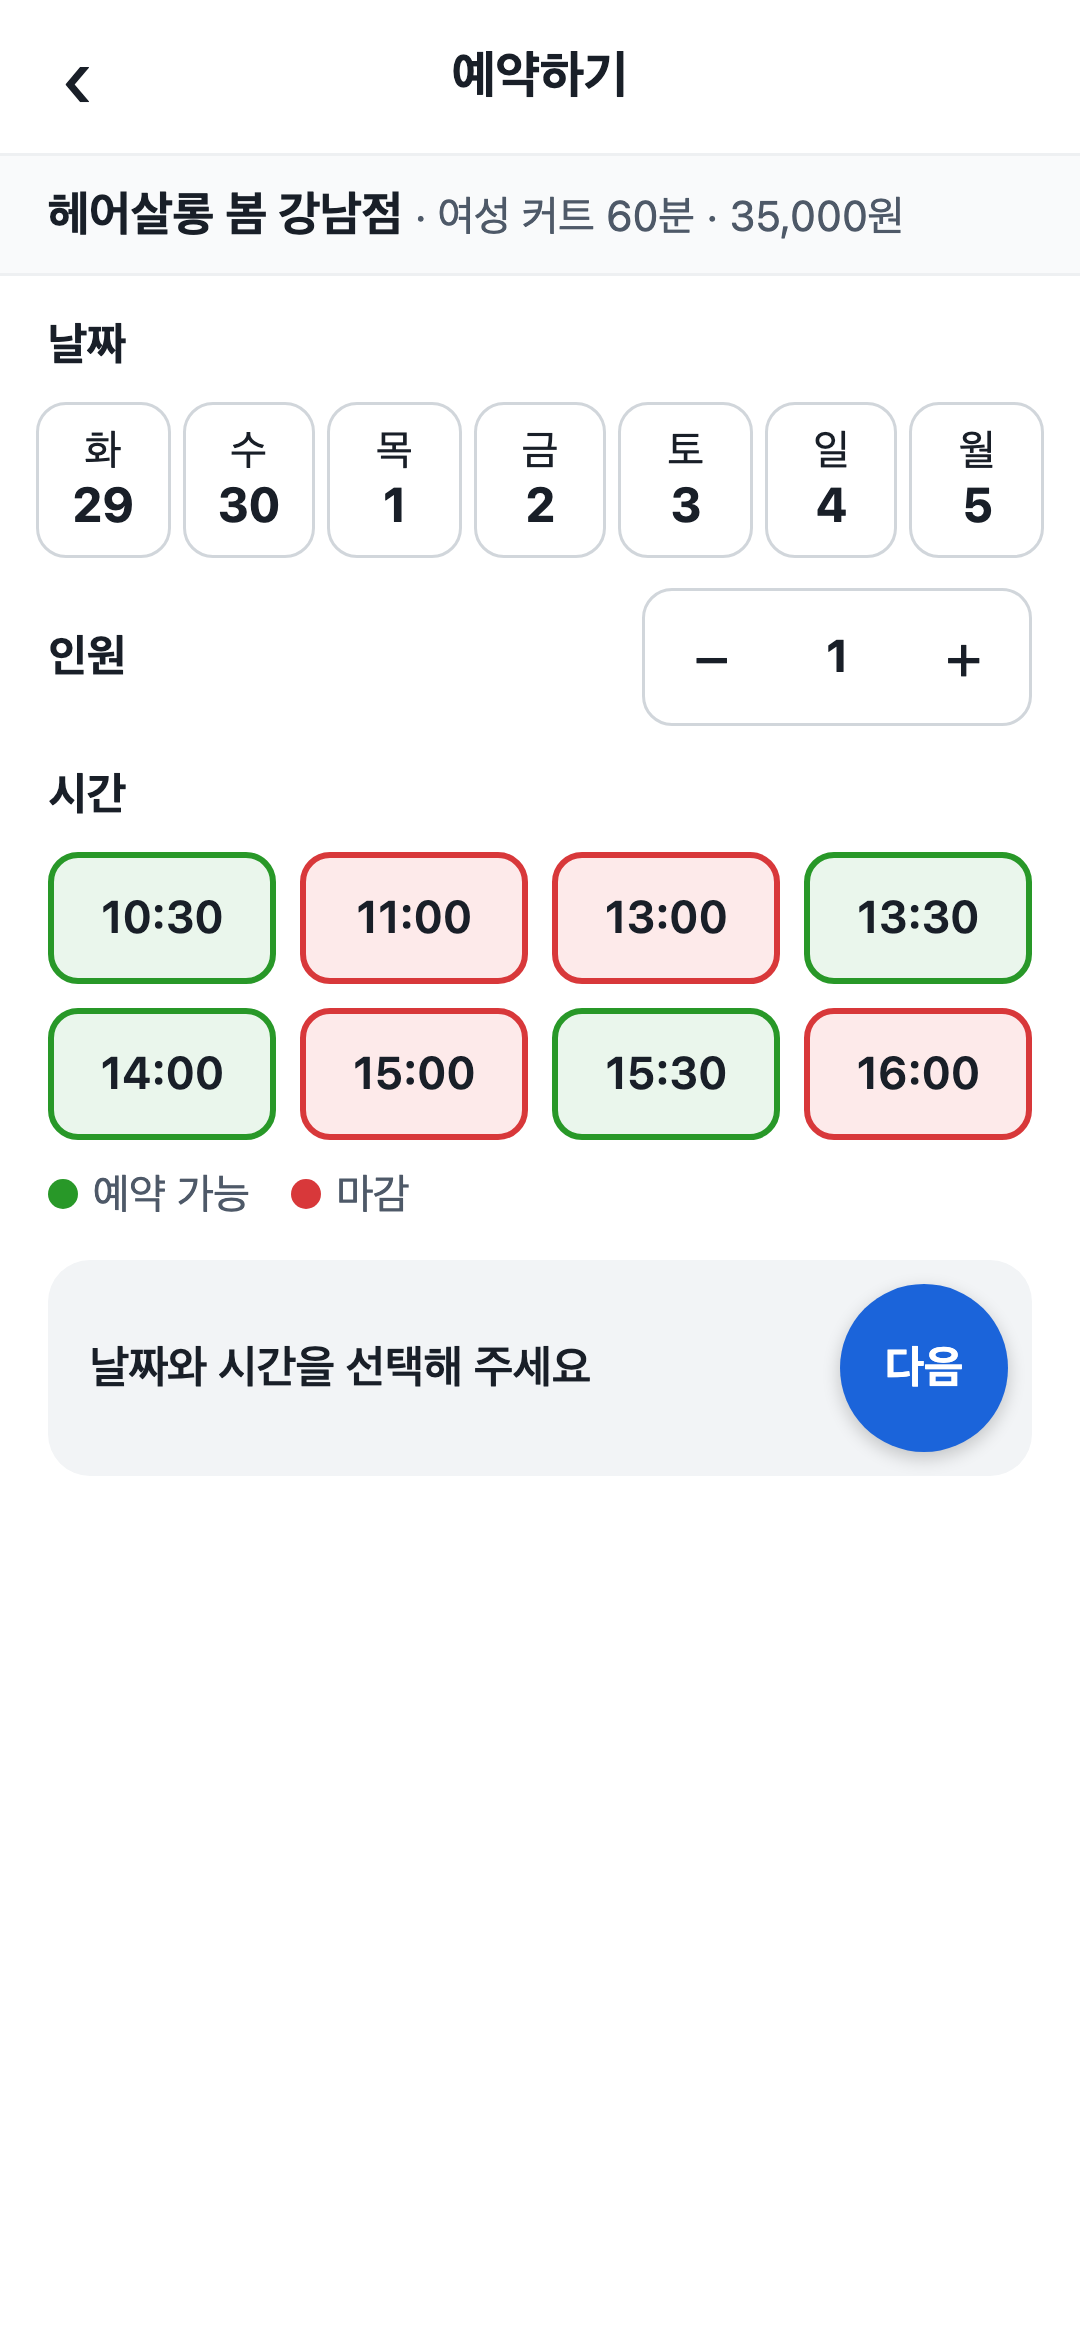 ‹ 예약하기
헤어살롱 봄 강남점 · 여성 커트 60분 · 35,000원
날짜
화 수 목 금 토 일 월
29 30 1 2 3 4 5
인원 − 1 +
시간
10:30 11:00 13:00 13:30
14:00 15:00 15:30 16:00
예약 가능 마감
날짜와 시간을 선택해 주세요 다음